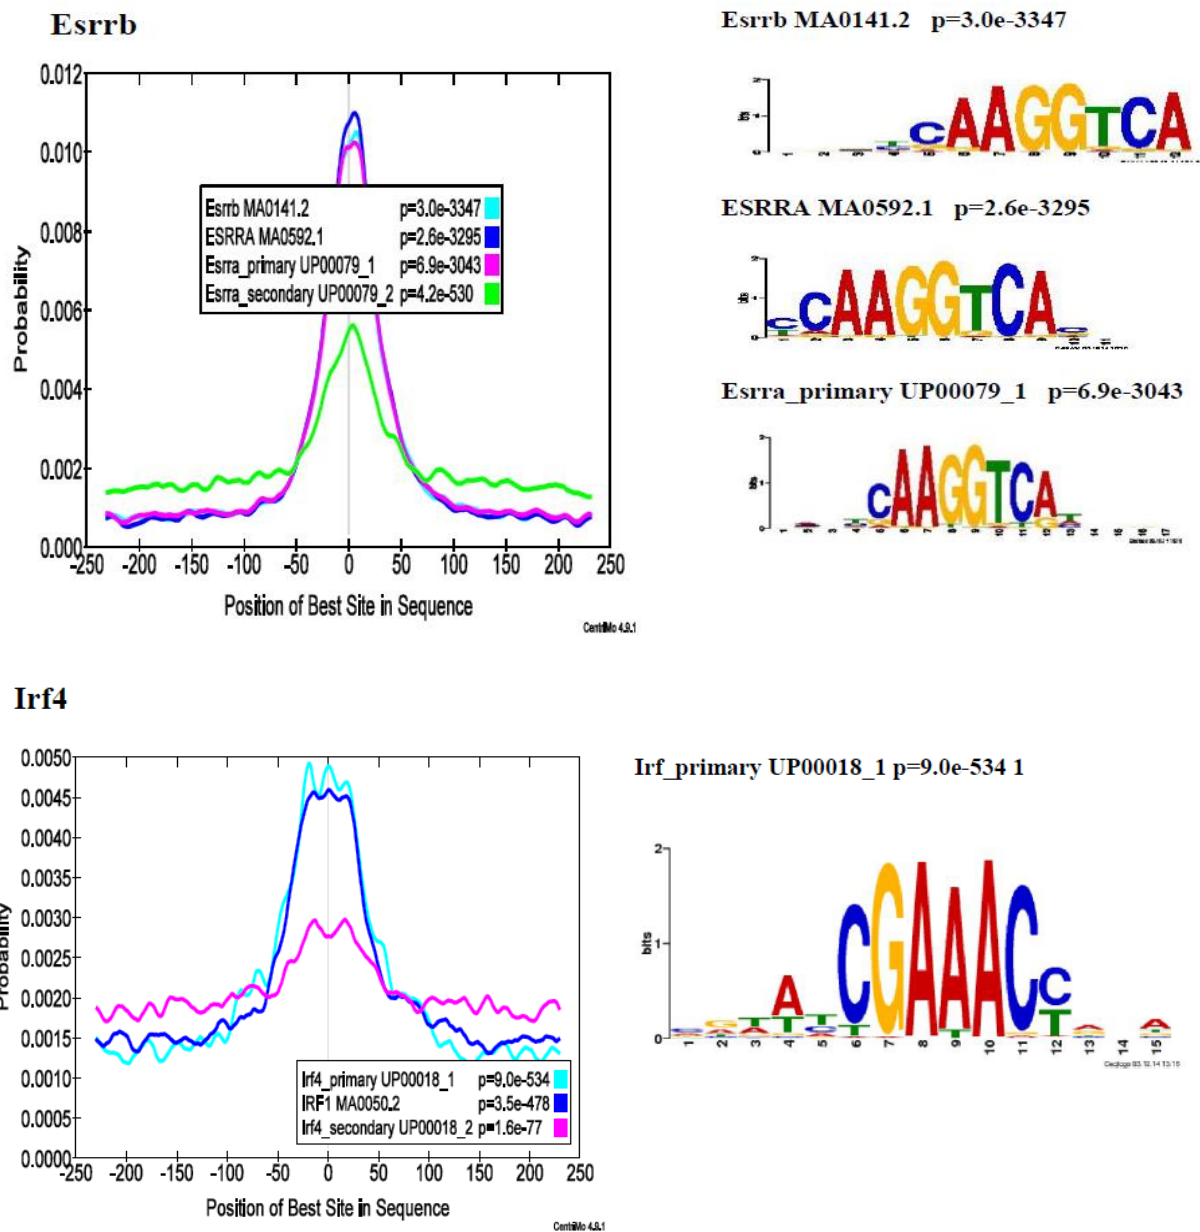 Esrrb
Esrrb MA0141.2 p=3.0e-3347
0.012
0.010
0.008
0.006
0.004
0.002
0.000
Probability
Esrrb MA0141.2 p=3.0e-3347
ESRRA MA0592.1 p=2.6e-3295
Esrra_primary UP00079_1 p=6.9e-3043
Esrra_secondary UP00079_2 p=4.2e-530
-250 -200 -150 -100 -50 0 50 100 150 200 250
Position of Best Site in Sequence
CentriMo 4.9.1
bits
CAAGGTCA
ESRRA MA0592.1 p=2.6e-3295
CCAAGGTCA
Esrra_primary UP00079_1 p=6.9e-3043
CAAGGTCA
Irf4
0.0050
0.0045
0.0040
0.0035
0.0030
0.0025
0.0020
0.0015
0.0010
0.0005
0.0000
Probability
Irf4_primary UP00018_1 p=9.0e-534
IRF1 MA0050.2 p=3.5e-478
Irf4_secondary UP00018_2 p=1.6e-77
-250 -200 -150 -100 -50 0 50 100 150 200 250
Position of Best Site in Sequence
CentriMo 4.9.1
Irf_primary UP00018_1 p=9.0e-534 1
2
1
0
bits
A CGAAAC C T
1 2 3 4 5 6 7 8 9 10 11 12 13 14 15